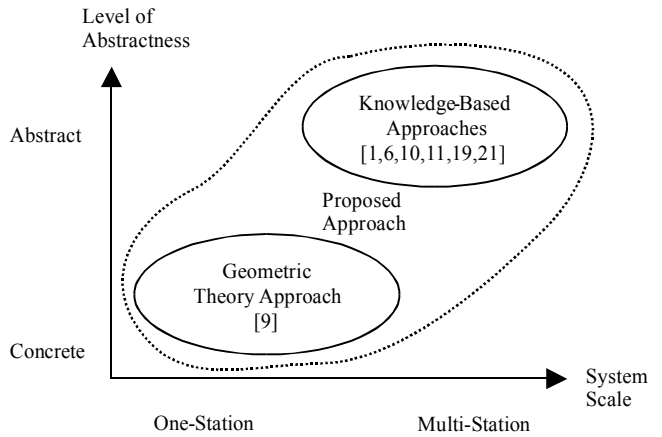 Level of
Abstractness
Knowledge-Based
Approaches
[1,6,10,11,19,21]
Abstract
Proposed
Approach
Geometric
Theory Approach
[9]
Concrete
System
Scale
One-Station
Multi-Station